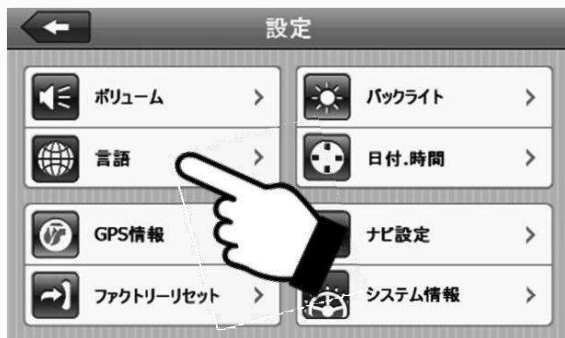 設定
ボリューム
バックライト
言語
日付.時間
GPS情報
ナビ設定
ファクトリーリセット
システム情報